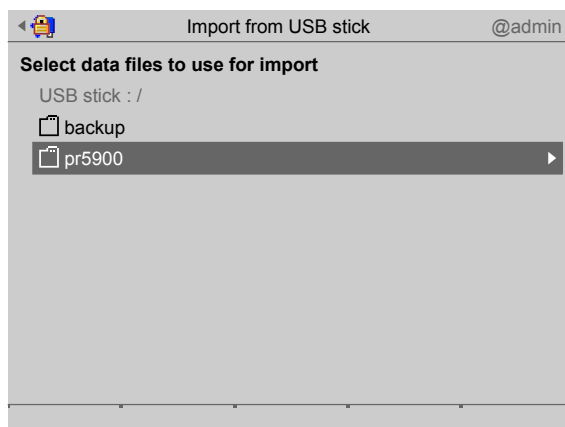 Import from USB stick @admin
Select data files to use for import
USB stick : /
backup
pr5900